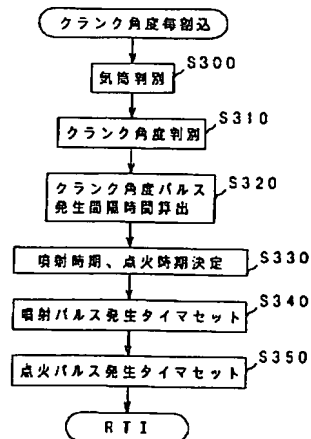 クランク角度毎割込
S300
気筒判別
S310
クランク角度判別
S320
クランク角度パルス
発生間隔時間算出
S330
噴射時期、点火時期決定
S340
噴射パルス発生タイマセット
S350
点火パルス発生タイマセット
RTI